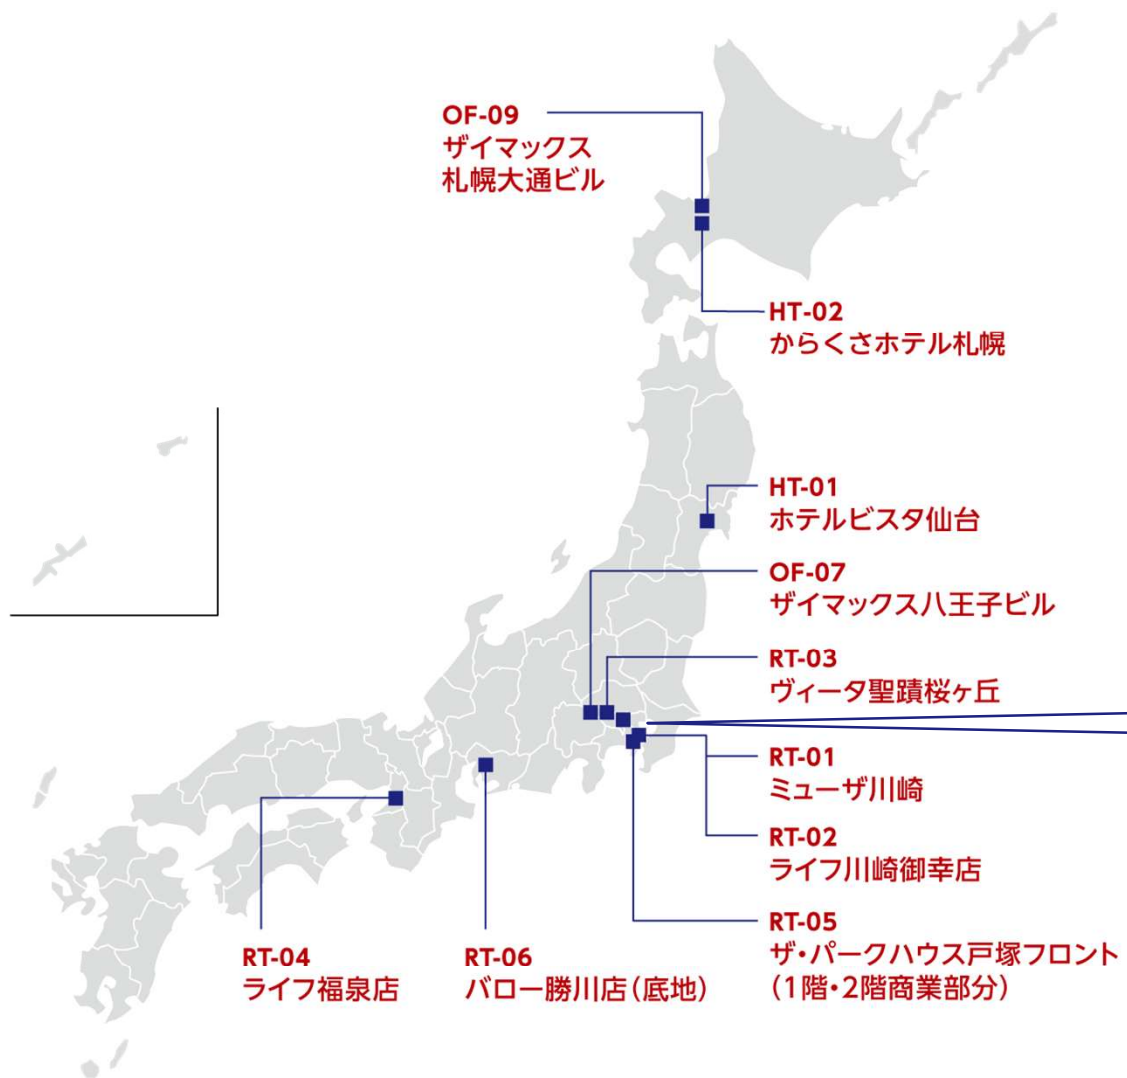 OF-09
ザイマックス
札幌大通ビル
HT-02
からくさホテル札幌
HT-01
ホテルビスタ仙台
OF-07
ザイマックス八王子ビル
RT-03
ヴィータ聖蹟桜ヶ丘
RT-01
ミューザ川崎
RT-02
ライフ川崎御幸店
RT-05
ザ・パークハウス戸塚フロント
（1階・2階商業部分）
RT-04
ライフ福泉店
RT-06
バロー勝川店（底地）